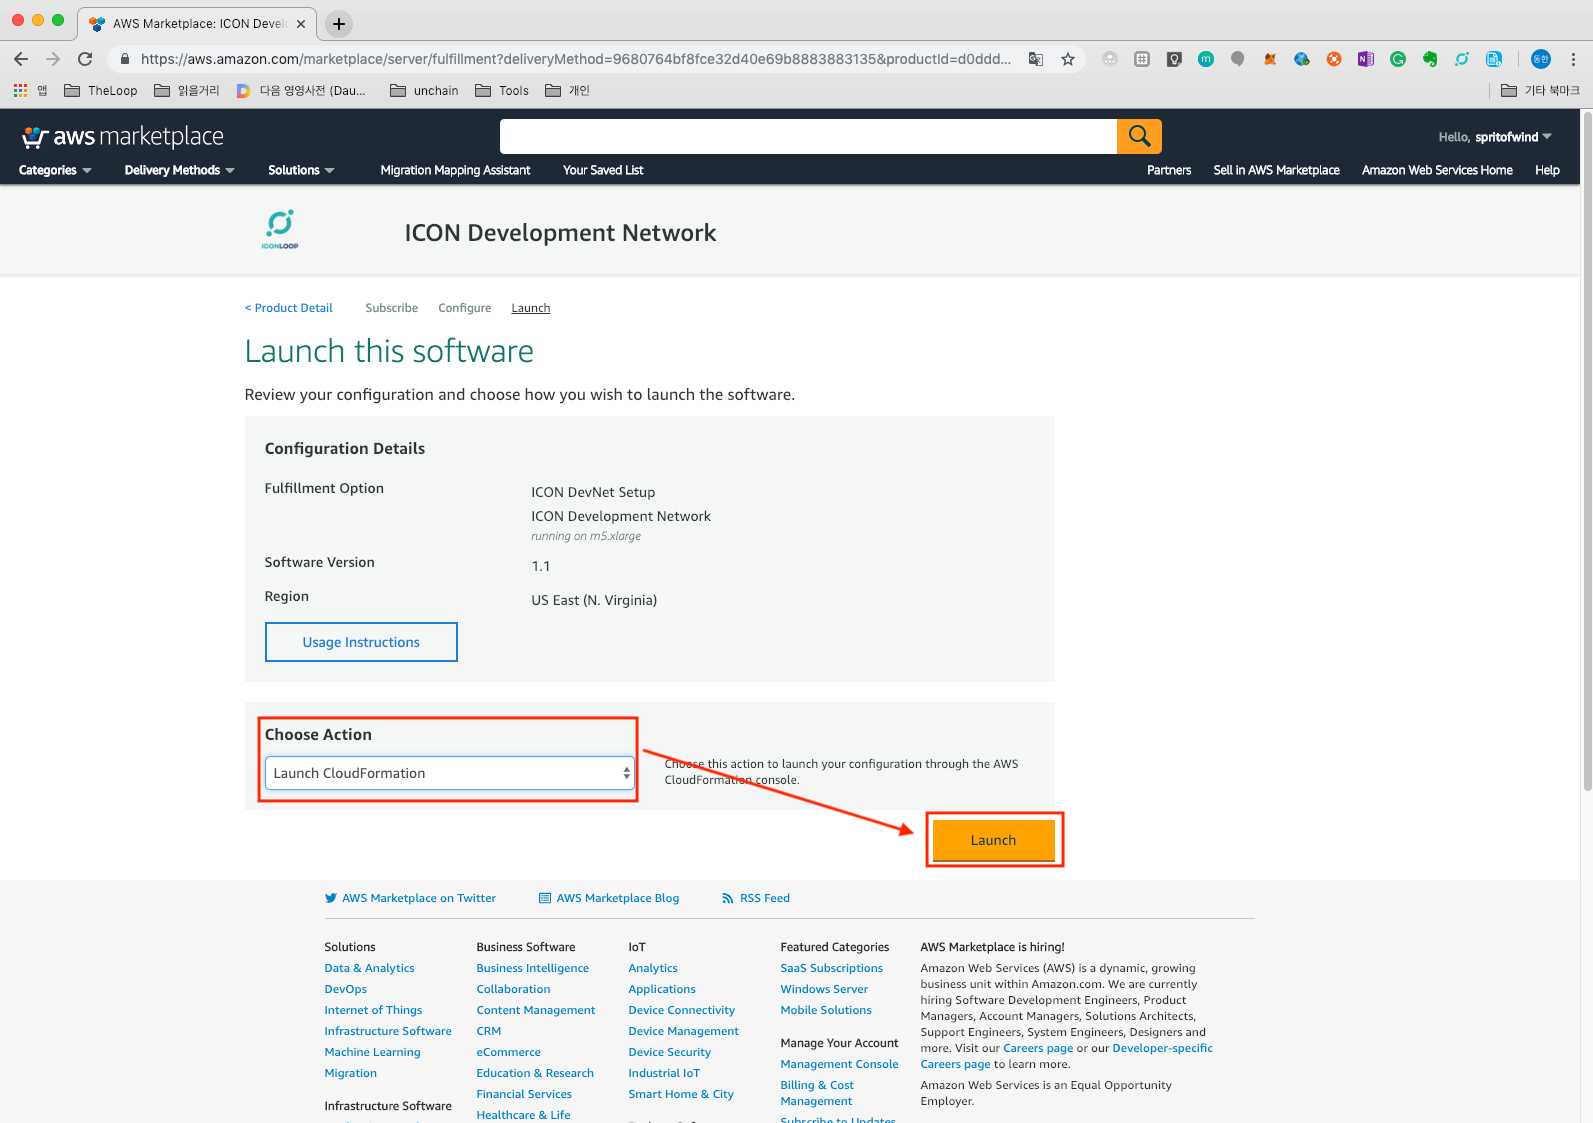 AWS Marketplace: ICON Devel
https://aws.amazon.com/marketplace/server/fulfillment?deliveryMethod=9680764bf8fce32d40e69b8883883135&productId=d0ddd...
앱
TheLoop
읽을거리
다음 영영사전 (Dau...
unchain
Tools
개인
기타 북마크
aws marketplace
Hello, spritofwind
Categories
Delivery Methods
Solutions
Migration Mapping Assistant
Your Saved List
Partners
Sell in AWS Marketplace
Amazon Web Services Home
Help
ICONLOOP
ICON Development Network
< Product Detail
Subscribe
Configure
Launch
Launch this software
Review your configuration and choose how you wish to launch the software.
Configuration Details
Fulfillment Option
ICON DevNet Setup
ICON Development Network
running on m5.xlarge
Software Version
1.1
Region
US East (N. Virginia)
Usage Instructions
Choose Action
Launch CloudFormation
Choose this action to launch your configuration through the AWS
CloudFormation console.
Launch
AWS Marketplace on Twitter
AWS Marketplace Blog
RSS Feed
Solutions
Data & Analytics
DevOps
Internet of Things
Infrastructure Software
Machine Learning
Migration
Infrastructure Software
Business Software
Business Intelligence
Collaboration
Content Management
CRM
eCommerce
Education & Research
Financial Services
Healthcare & Life
IoT
Analytics
Applications
Device Connectivity
Device Management
Device Security
Industrial IoT
Smart Home & City
Featured Categories
SaaS Subscriptions
Windows Server
Mobile Solutions
Manage Your Account
Management Console
Billing & Cost
Management
Subscribe to Updates
AWS Marketplace is hiring!
Amazon Web Services (AWS) is a dynamic, growing
business unit within Amazon.com. We are currently
hiring Software Development Engineers, Product
Managers, Account Managers, Solutions Architects,
Support Engineers, System Engineers, Designers and
more. Visit our Careers page or our Developer-specific
Careers page to learn more.
Amazon Web Services is an Equal Opportunity
Employer.